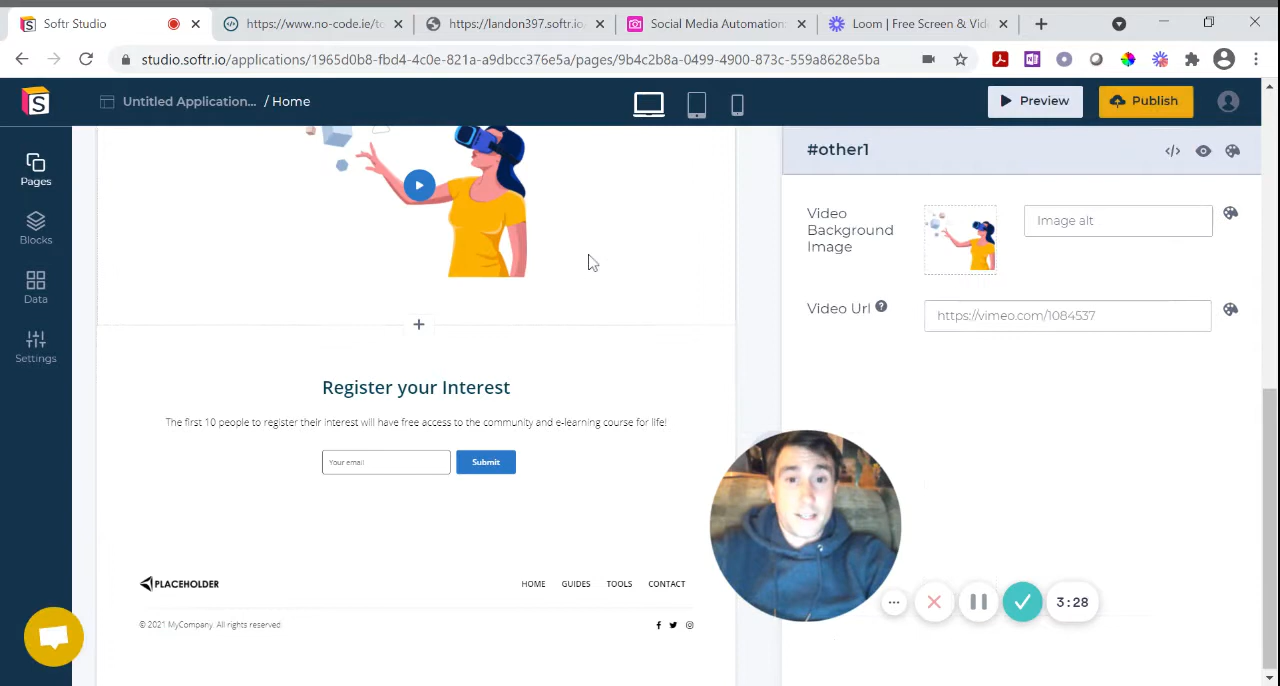 Softr Studio
https://www.no-code.ie/to
https://landon397.softr.io
Social Media Automation
Loom | Free Screen & Vid
studio.softr.io/applications/1965d0b8-fbd4-4c0e-821a-a9dbcc376e5a/pages/9b4c2b8a-0499-4900-873c-559a8628e5ba
S
Untitled Application... / Home
Preview
Publish
Pages
Blocks
Data
Settings
#other1
Video Background Image
Image alt
Video Url
https://vimeo.com/1084537
Register your Interest
The first 10 people to register their interest will have free access to the community and e-learning course for life!
Your email
Submit
PLACEHOLDER
HOME GUIDES TOOLS CONTACT
© 2021 MyCompany. All rights reserved
3:28